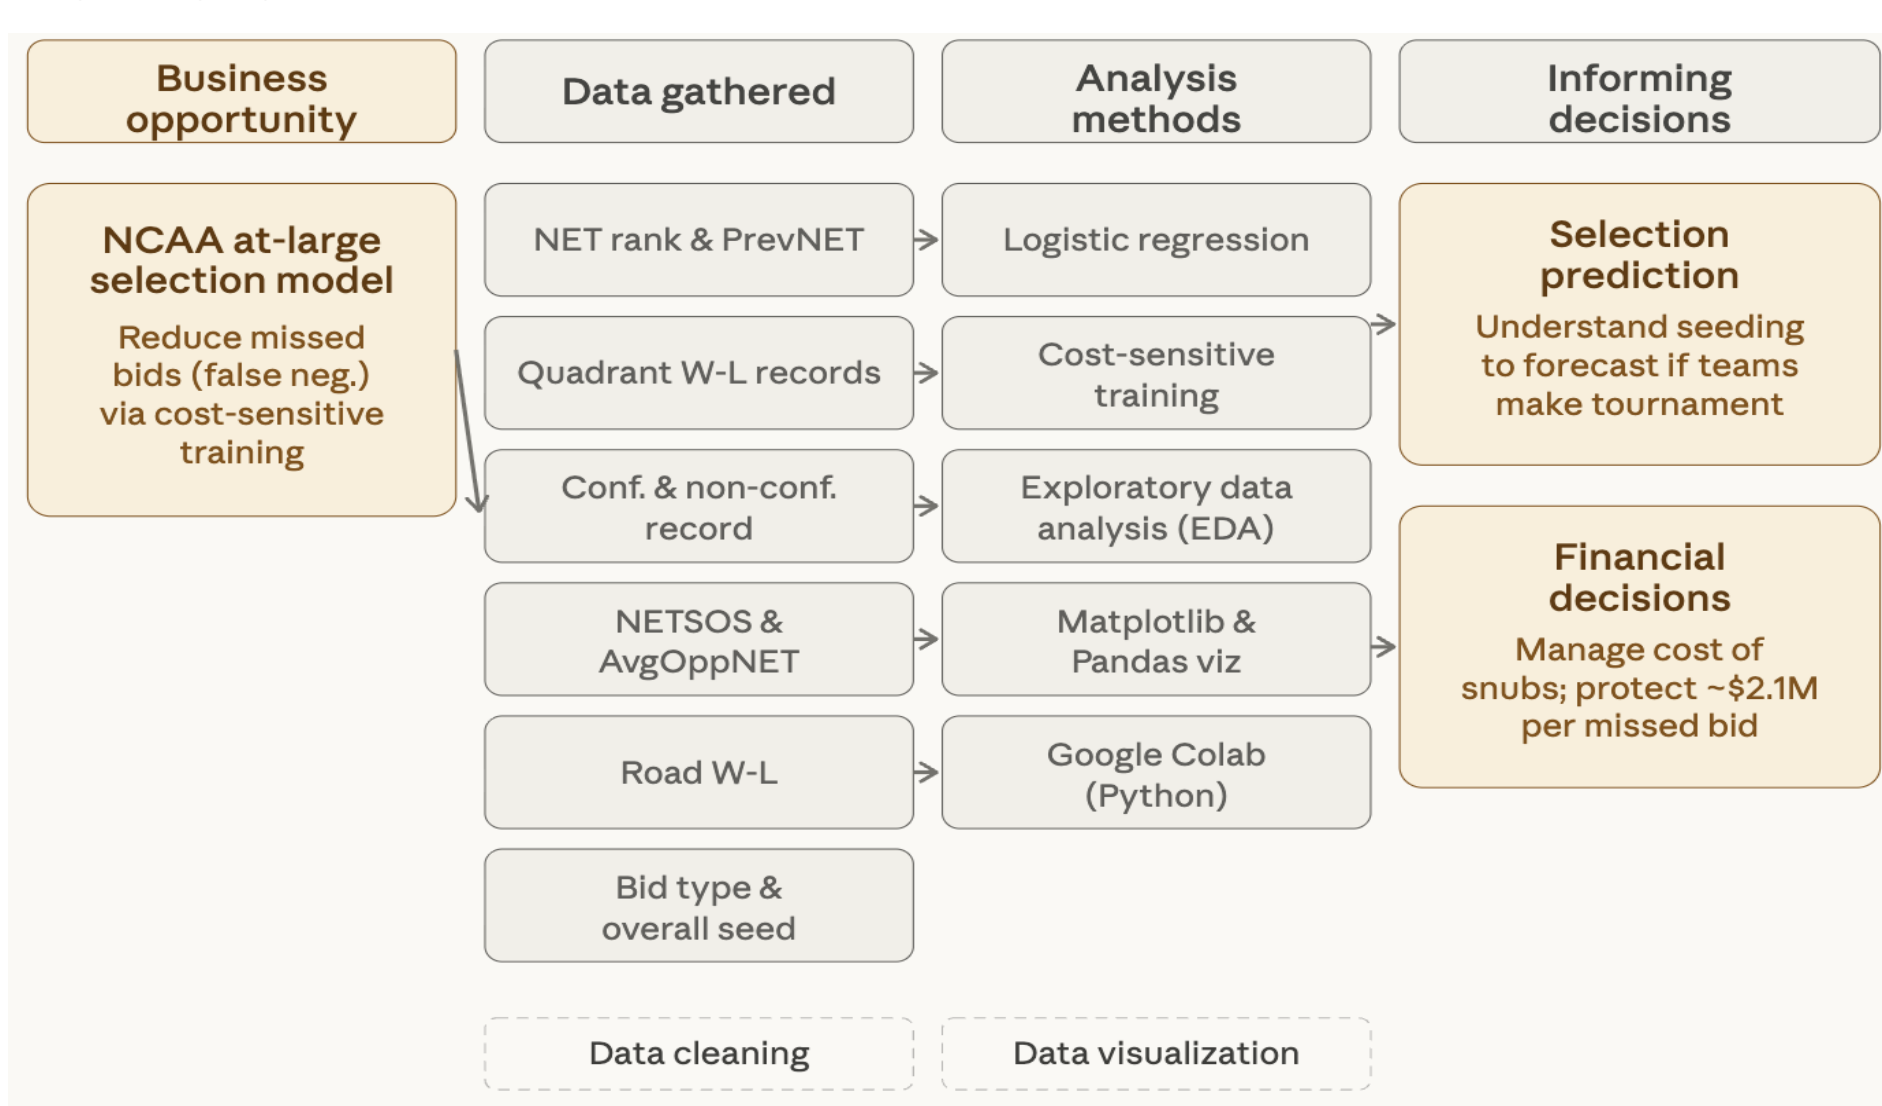 Business
opportunity
Data gathered
Analysis
methods
Informing
decisions
NCAA at-large
selection model
Reduce missed
bids (false neg.)
via cost-sensitive
training
NET rank & PrevNET
Quadrant W-L records
Conf. & non-conf.
record
NETSOS &
AvgOppNET
Road W-L
Bid type &
overall seed
Data cleaning
Logistic regression
Cost-sensitive
training
Exploratory data
analysis (EDA)
Matplotlib &
Pandas viz
Google Colab
(Python)
Data visualization
Selection
prediction
Understand seeding
to forecast if teams
make tournament
Financial
decisions
Manage cost of
snubs; protect ~$2.1M
per missed bid